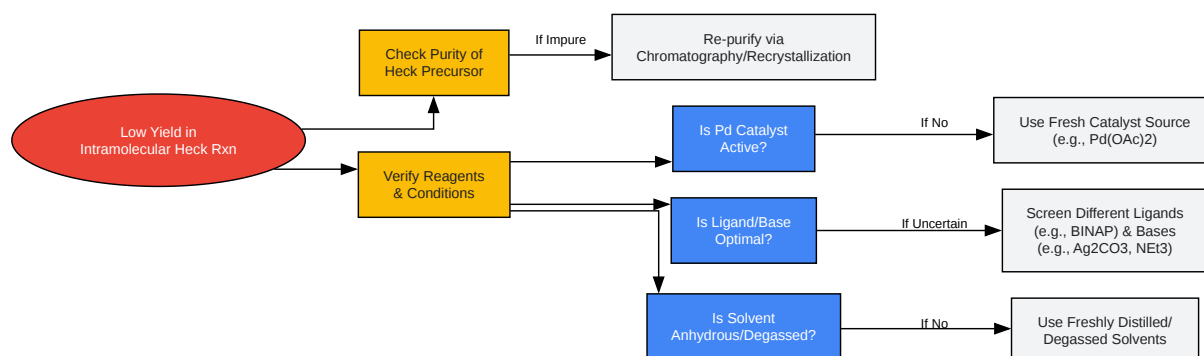 Low Yield in
Intramolecular Heck Rxn
Check Purity of
Heck Precursor
If Impure
Re-purify via
Chromatography/Recrystallization
Verify Reagents
& Conditions
Is Pd Catalyst
Active?
If No
Use Fresh Catalyst Source
(e.g., Pd(OAc)2)
Is Ligand/Base
Optimal?
If Uncertain
Screen Different Ligands
(e.g., BINAP) & Bases
(e.g., Ag2CO3, NEt3)
Is Solvent
Anhydrous/Degassed?
If No
Use Freshly Distilled/
Degassed Solvents